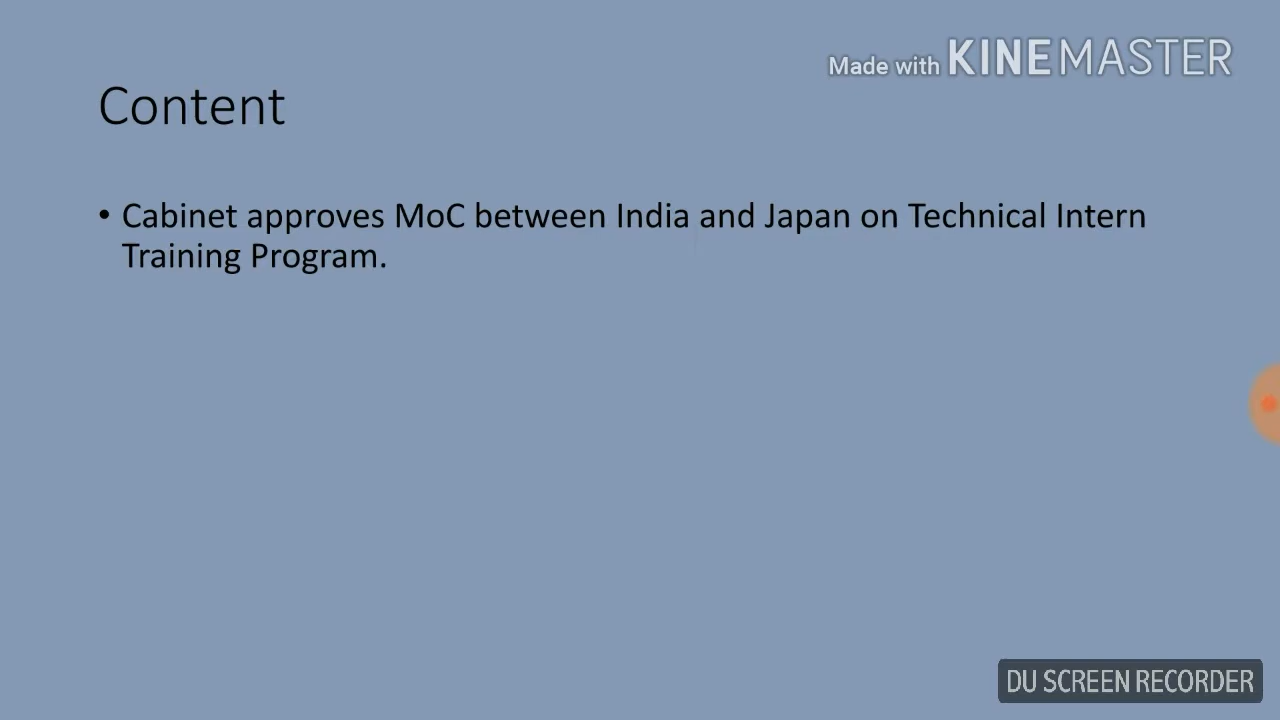 Made with KINEMASTER
Content
• Cabinet approves MoC between India and Japan on Technical Intern
Training Program.
DU SCREEN RECORDER